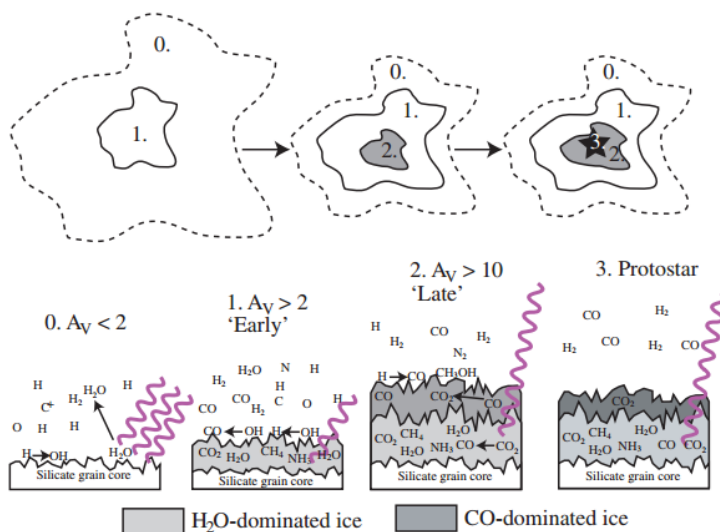 0.
1.
0.
1.
2.
0.
1.
3.
2.
0. A_V < 2
1. A_V > 2
'Early'
2. A_V > 10
'Late'
3. Protostar
H
H₂
H₂O
H
C⁺
O
H
H
H
OH
H₂O
Silicate grain core
H₂O
N
H
H₂
H
CO
CO
C
O
H
H₂
CO
OH
H
OH
CO₂
H₂O
CH₄
NH₃
H₂O
Silicate grain core
H
CO
H₂
H₂
N₂
H
CO
CH₃OH
CO
CO₂
CO
CO₂
CH₄
H₂O
H₂O
NH₃
CO
CO₂
Silicate grain core
CO
H₂
H₂
CO
H₂
CO
CO₂
CO₂
CH₄
H₂O
H₂O
NH₃
CO
CO₂
Silicate grain core
H₂O-dominated ice
CO-dominated ice